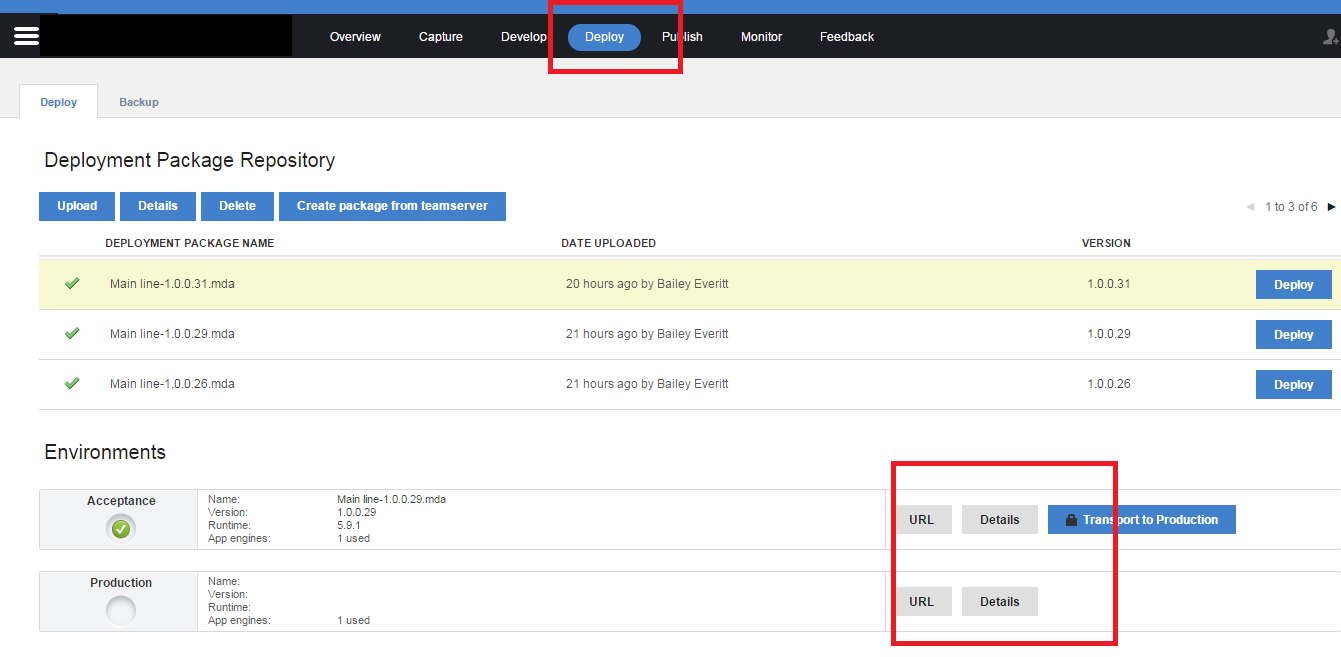 Overview Capture Develop Deploy Publish Monitor Feedback
Deploy Backup
Deployment Package Repository
Upload Details Delete Create package from teamserver 1 to 3 of 6
DEPLOYMENT PACKAGE NAME DATE UPLOADED VERSION
Main line-1.0.0.31.mda 20 hours ago by Bailey Everitt 1.0.0.31 Deploy
Main line-1.0.0.29.mda 21 hours ago by Bailey Everitt 1.0.0.29 Deploy
Main line-1.0.0.26.mda 21 hours ago by Bailey Everitt 1.0.0.26 Deploy
Environments
Acceptance
Name: Main line-1.0.0.29.mda
Version: 1.0.0.29
Runtime: 5.9.1
App engines: 1 used
URL Details Transport to Production
Production
Name:
Version:
Runtime:
App engines: 1 used
URL Details